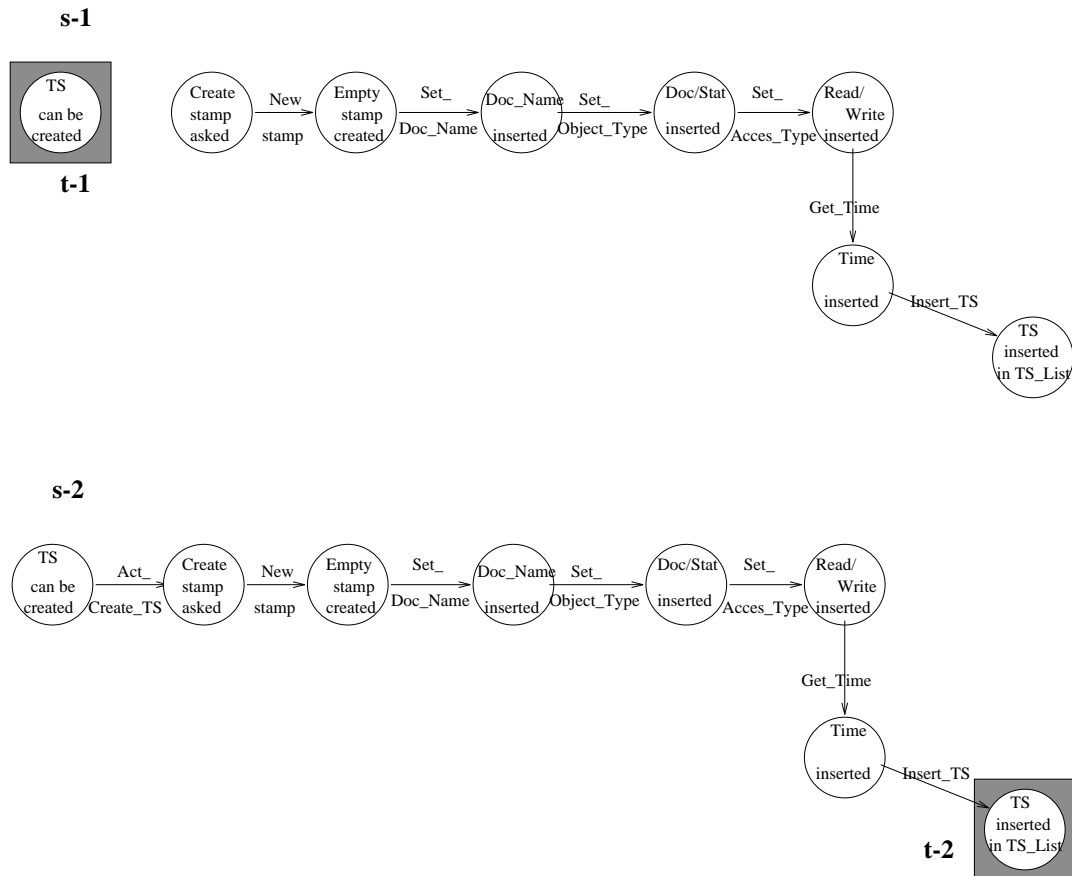 s-1
TS
can be
created
t-1
Create
stamp
asked
New
stamp
Empty
stamp
created
Set_
Doc_Name
Doc_Name
inserted
Set_
Object_Type
Doc/Stat
inserted
Set_
Acces_Type
Read/
Write
inserted
Get_Time
Time
inserted
Insert_TS
TS
inserted
in TS_List
s-2
TS
can be
created
Act_
Create_TS
Create
stamp
asked
New
stamp
Empty
stamp
created
Set_
Doc_Name
Doc_Name
inserted
Set_
Object_Type
Doc/Stat
inserted
Set_
Acces_Type
Read/
Write
inserted
Get_Time
Time
inserted
Insert_TS
TS
inserted
in TS_List
t-2